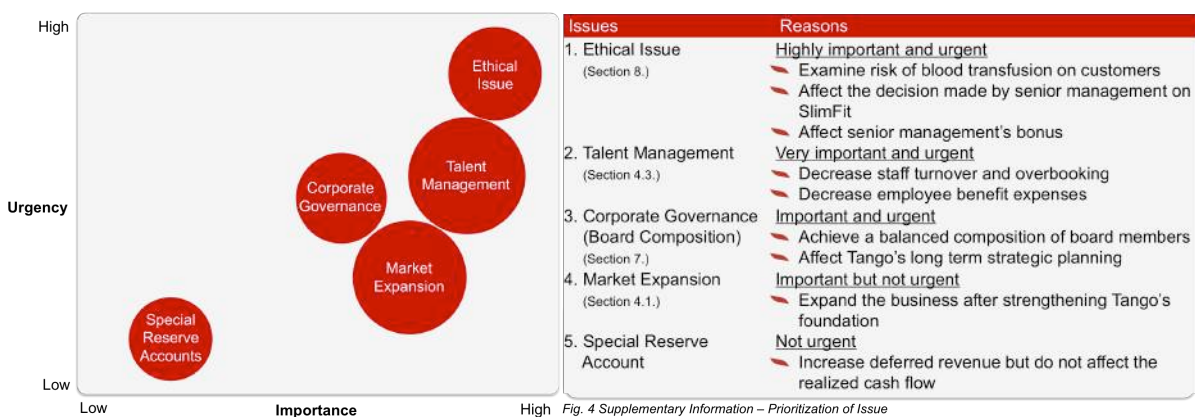 High
Urgency
Low
Ethical
Issue
Talent
Management
Corporate
Governance
Market
Expansion
Special
Reserve
Accounts
Low
Importance
High
Issues Reasons
1. Ethical Issue Highly important and urgent
(Section 8.) Examine risk of blood transfusion on customers
Affect the decision made by senior management on
SlimFit
Affect senior management's bonus
2. Talent Management Very important and urgent
(Section 4.3.) Decrease staff turnover and overbooking
Decrease employee benefit expenses
3. Corporate Governance Important and urgent
(Board Composition) Achieve a balanced composition of board members
(Section 7.) Affect Tango's long term strategic planning
4. Market Expansion Important but not urgent
(Section 4.1.) Expand the business after strengthening Tango's
foundation
5. Special Reserve Not urgent
Account Increase deferred revenue but do not affect the
realized cash flow
Fig. 4 Supplementary Information – Prioritization of Issue